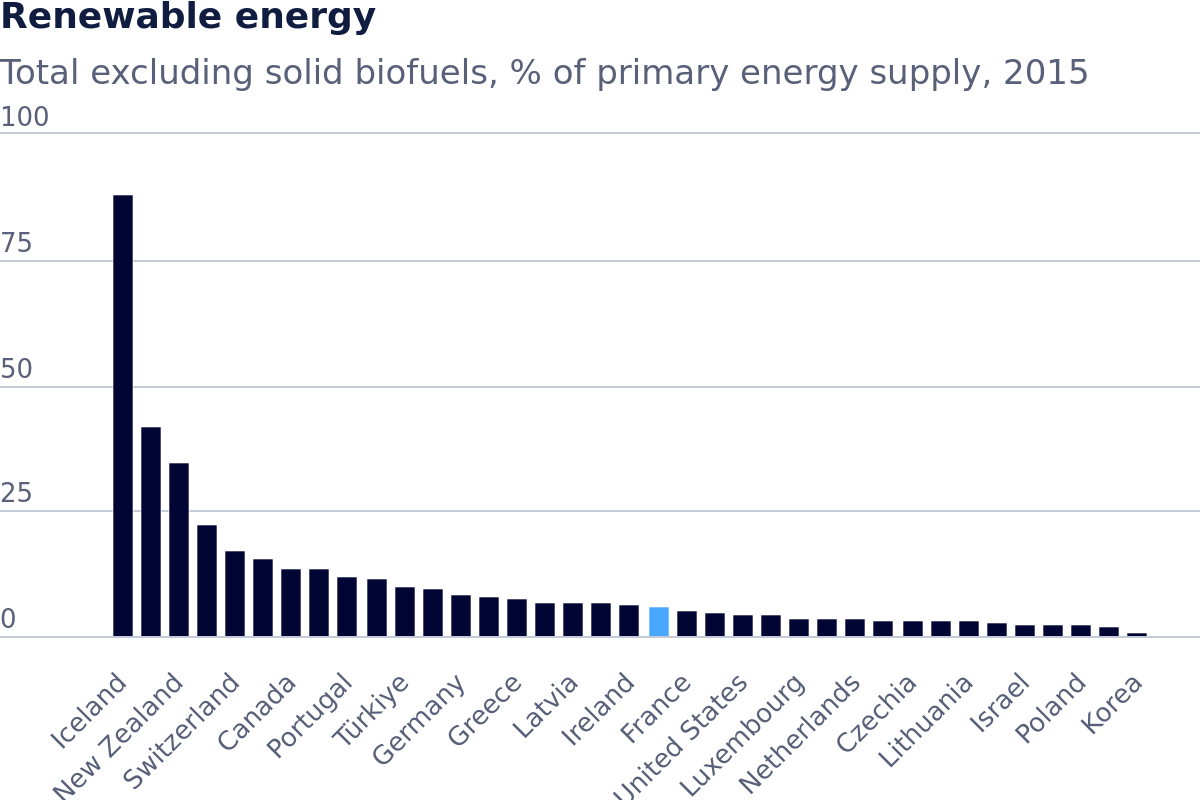 Renewable energy
Total excluding solid biofuels, % of primary energy supply, 2015
100
75
50
25
0
Iceland
New Zealand
Switzerland
Canada
Portugal
Türkiye
Germany
Greece
Latvia
Ireland
France
United States
Luxembourg
Netherlands
Czechia
Lithuania
Israel
Poland
Korea